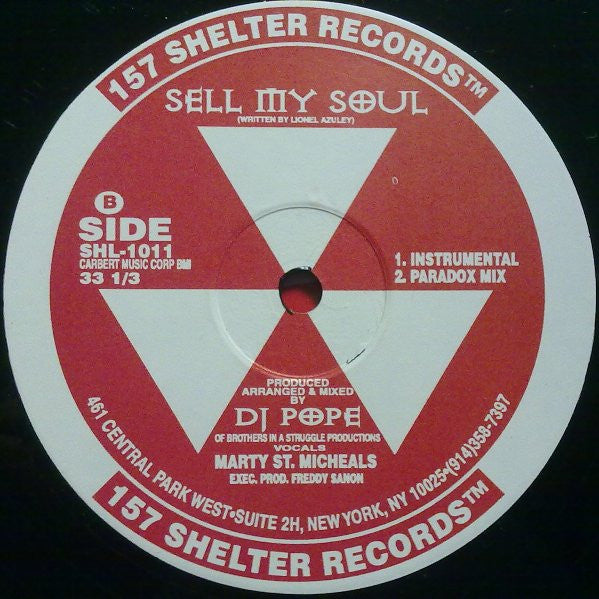 157 SHELTER RECORDS™
SELL MY SOUL
(WRITTEN BY LIONEL AZULEY)
B
SIDE
SHL-1011
CARBERT MUSIC CORP BMI
33 1/3
1. INSTRUMENTAL
2. PARADOX MIX
PRODUCED
ARRANGED & MIXED
BY
DJ POPE
OF BROTHERS IN A STRUGGLE PRODUCTIONS
VOCALS
MARTY ST. MICHEALS
EXEC. PROD. FREDDY SANON
461 CENTRAL PARK WEST•SUITE 2H, NEW YORK, NY 10025•(914)358-7397
157 SHELTER RECORDS™